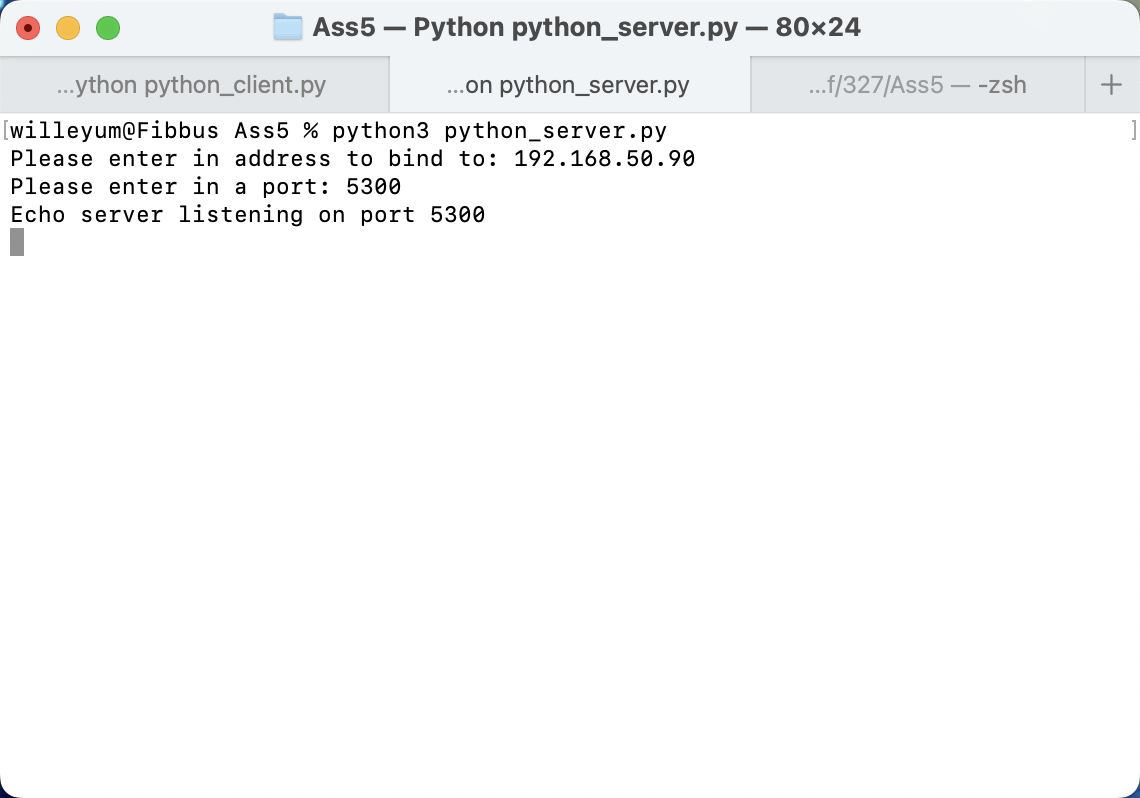 Ass5 — Python python_server.py — 80×24
...ython python_client.py ...on python_server.py ...f/327/Ass5 — -zsh +
[willeyum@Fibbus Ass5 % python3 python_server.py ]
Please enter in address to bind to: 192.168.50.90
Please enter in a port: 5300
Echo server listening on port 5300